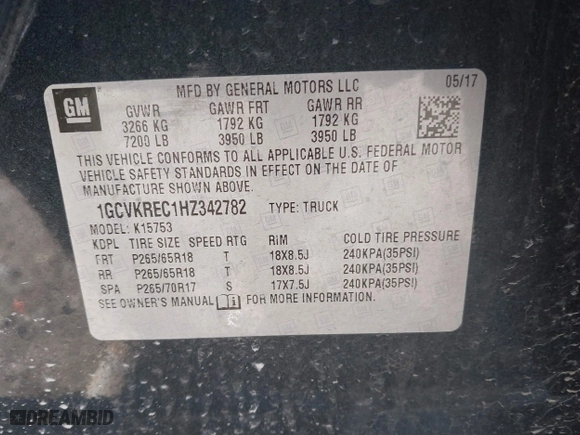 GM
MFD BY GENERAL MOTORS LLC 05/17
GVWR GAWR FRT GAWR RR
3266 KG 1792 KG 1792 KG
7200 LB 3950 LB 3950 LB
THIS VEHICLE CONFORMS TO ALL APPLICABLE U.S. FEDERAL MOTOR
VEHICLE SAFETY STANDARDS IN EFFECT ON THE DATE OF
MANUFACTURE SHOWN ABOVE.
1GCVKREC1HZ342782 TYPE: TRUCK
MODEL: K15753
KDPL TIRE SIZE SPEED RTG RIM COLD TIRE PRESSURE
FRT P265/65R18 T 18X8.5J 240KPA(35PSI)
RR P265/65R18 T 18X8.5J 240KPA(35PSI)
SPA P265/70R17 S 17X7.5J 240KPA(35PSI)
SEE OWNER'S MANUAL FOR MORE INFORMATION.
DREAMBID